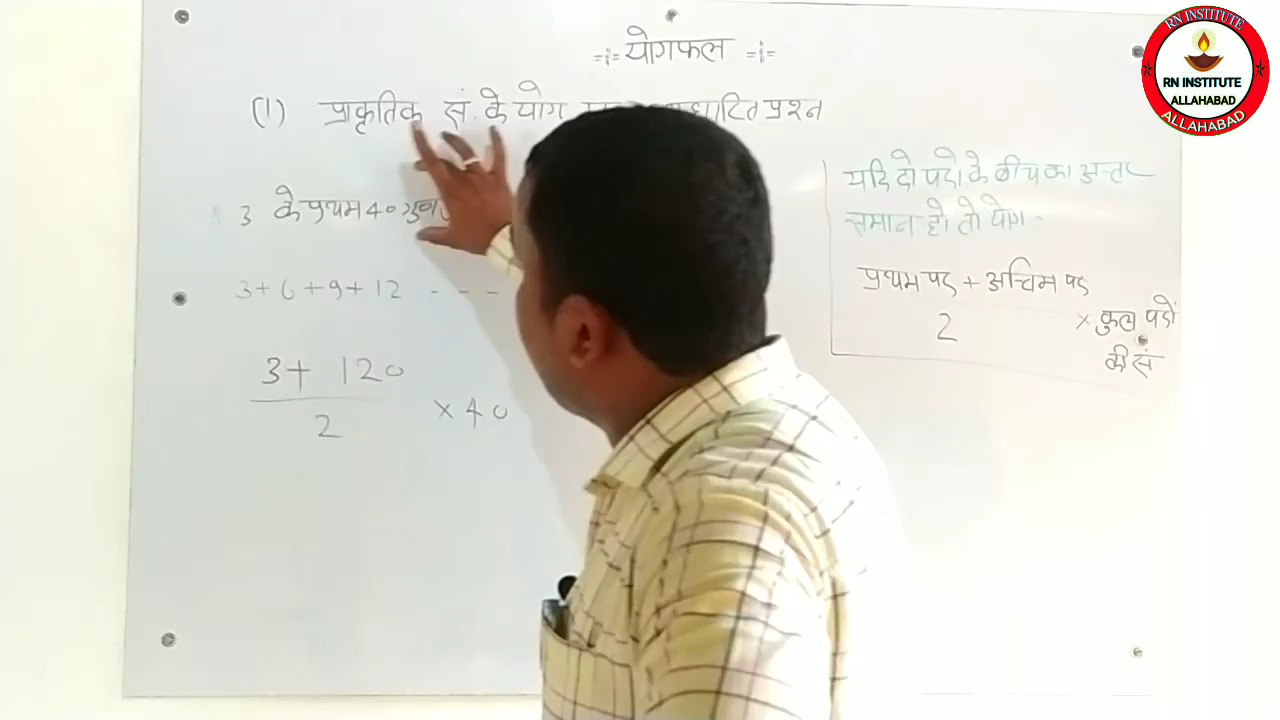 =i= योगफल =i=
(1) प्राकृतिक सं. के योग धारित प्रश्न
3 के प्रथम 40
3+6+9+12 - - -
3+ 120
2
×40
यदि दो पदो के बीच का अन्तर
समान हो तो योग -
प्रथम पद + अन्तिम पद
2
× कुल पदों
की सं
RN INSTITUTE
RN INSTITUTE
ALLAHABAD
ALLAHABAD